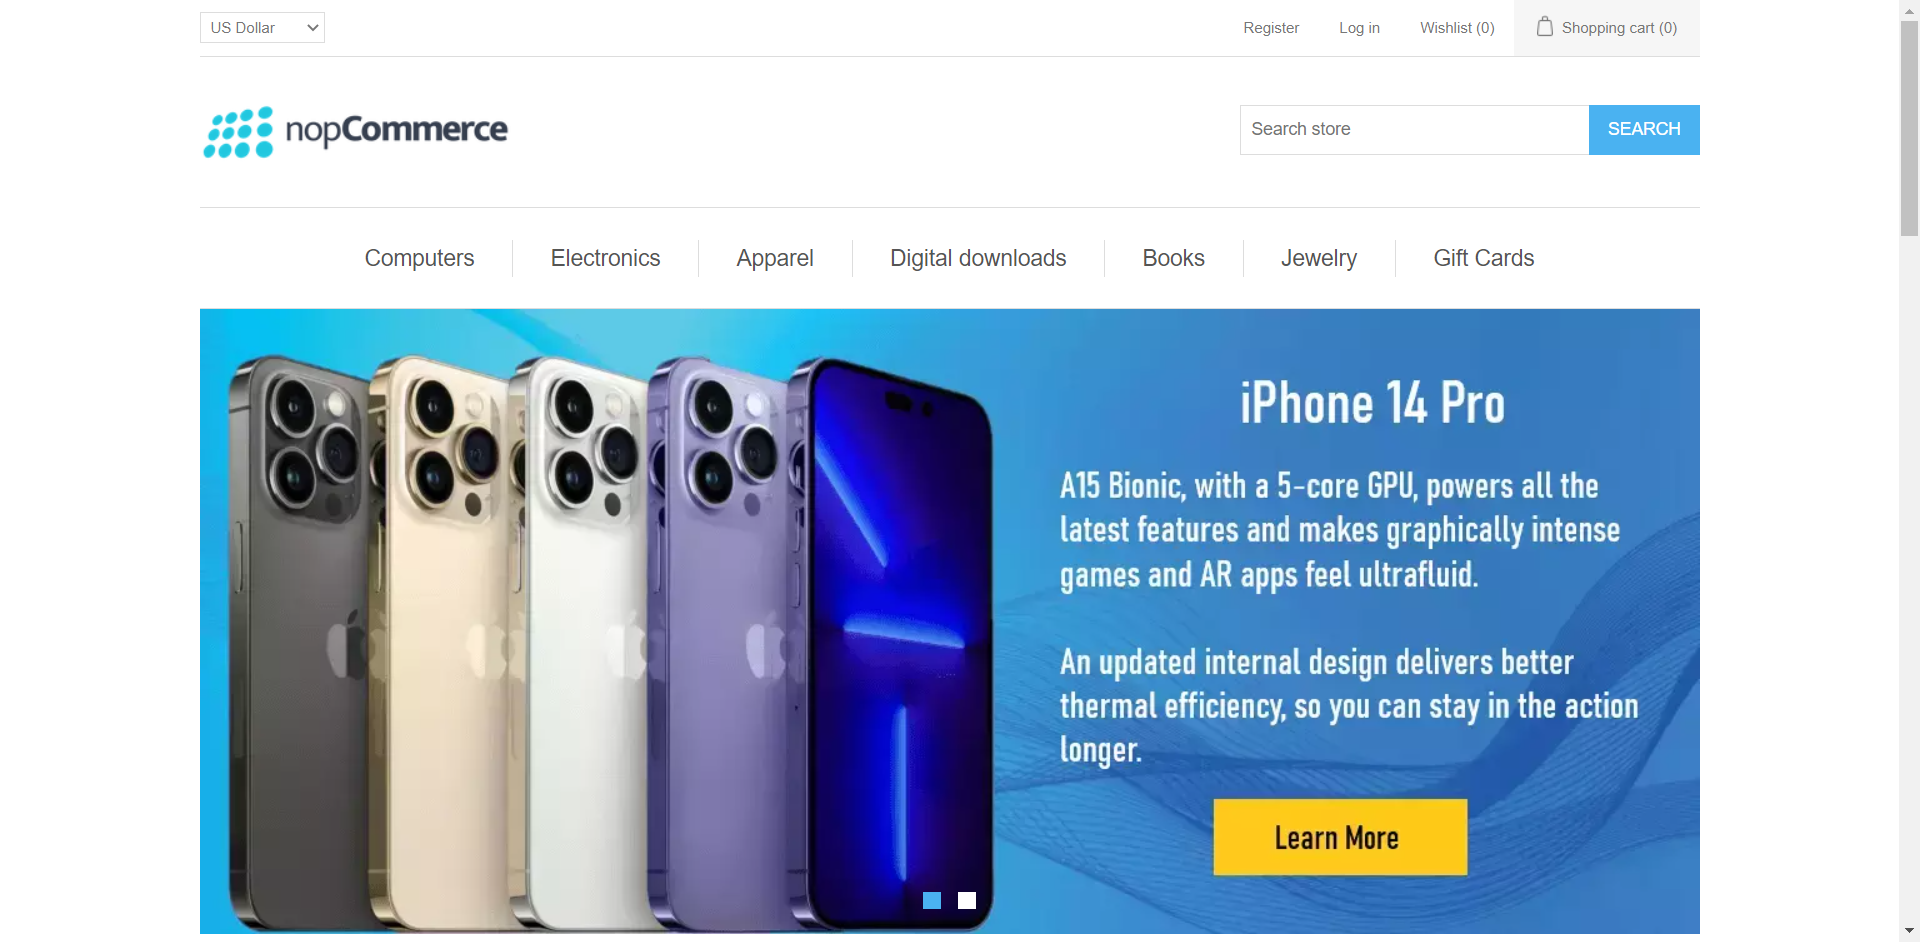 US Dollar
Register
Log in
Wishlist (0)
Shopping cart (0)
nopCommerce
Search store
SEARCH
Computers
Electronics
Apparel
Digital downloads
Books
Jewelry
Gift Cards
iPhone 14 Pro
A15 Bionic, with a 5-core GPU, powers all the
latest features and makes graphically intense
games and AR apps feel ultrafluid.
An updated internal design delivers better
thermal efficiency, so you can stay in the action
longer.
Learn More